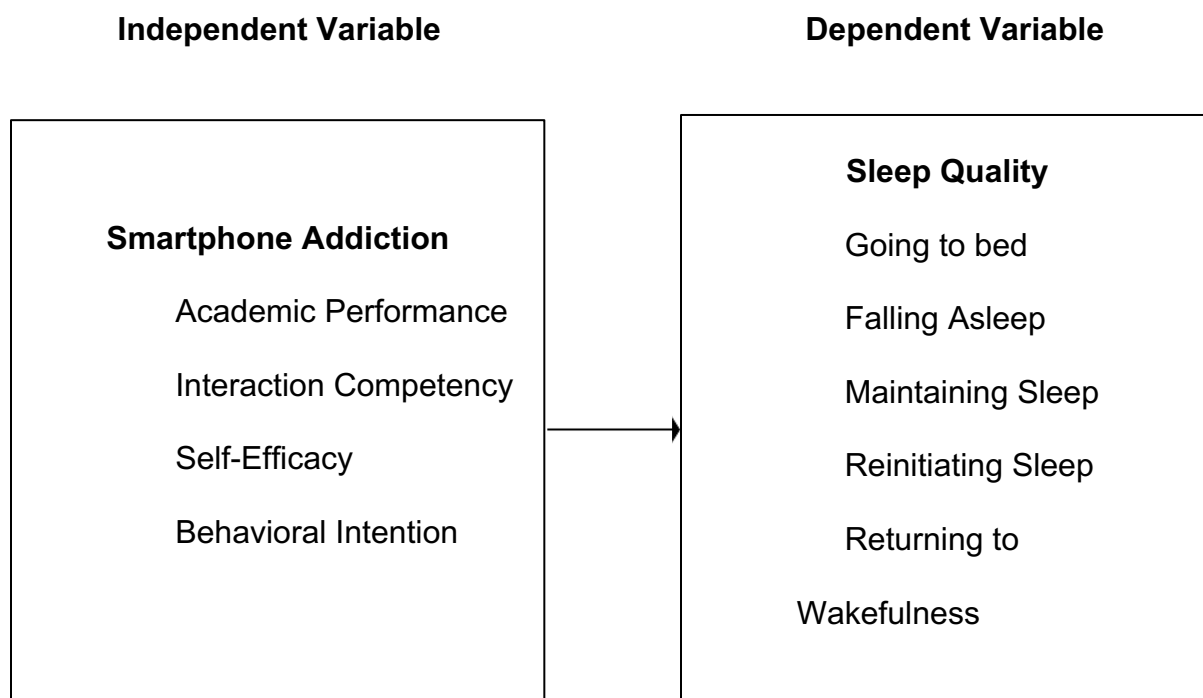 Independent Variable
Dependent Variable
Smartphone Addiction
Academic Performance
Interaction Competency
Self-Efficacy
Behavioral Intention
Sleep Quality
Going to bed
Falling Asleep
Maintaining Sleep
Reinitiating Sleep
Returning to
Wakefulness